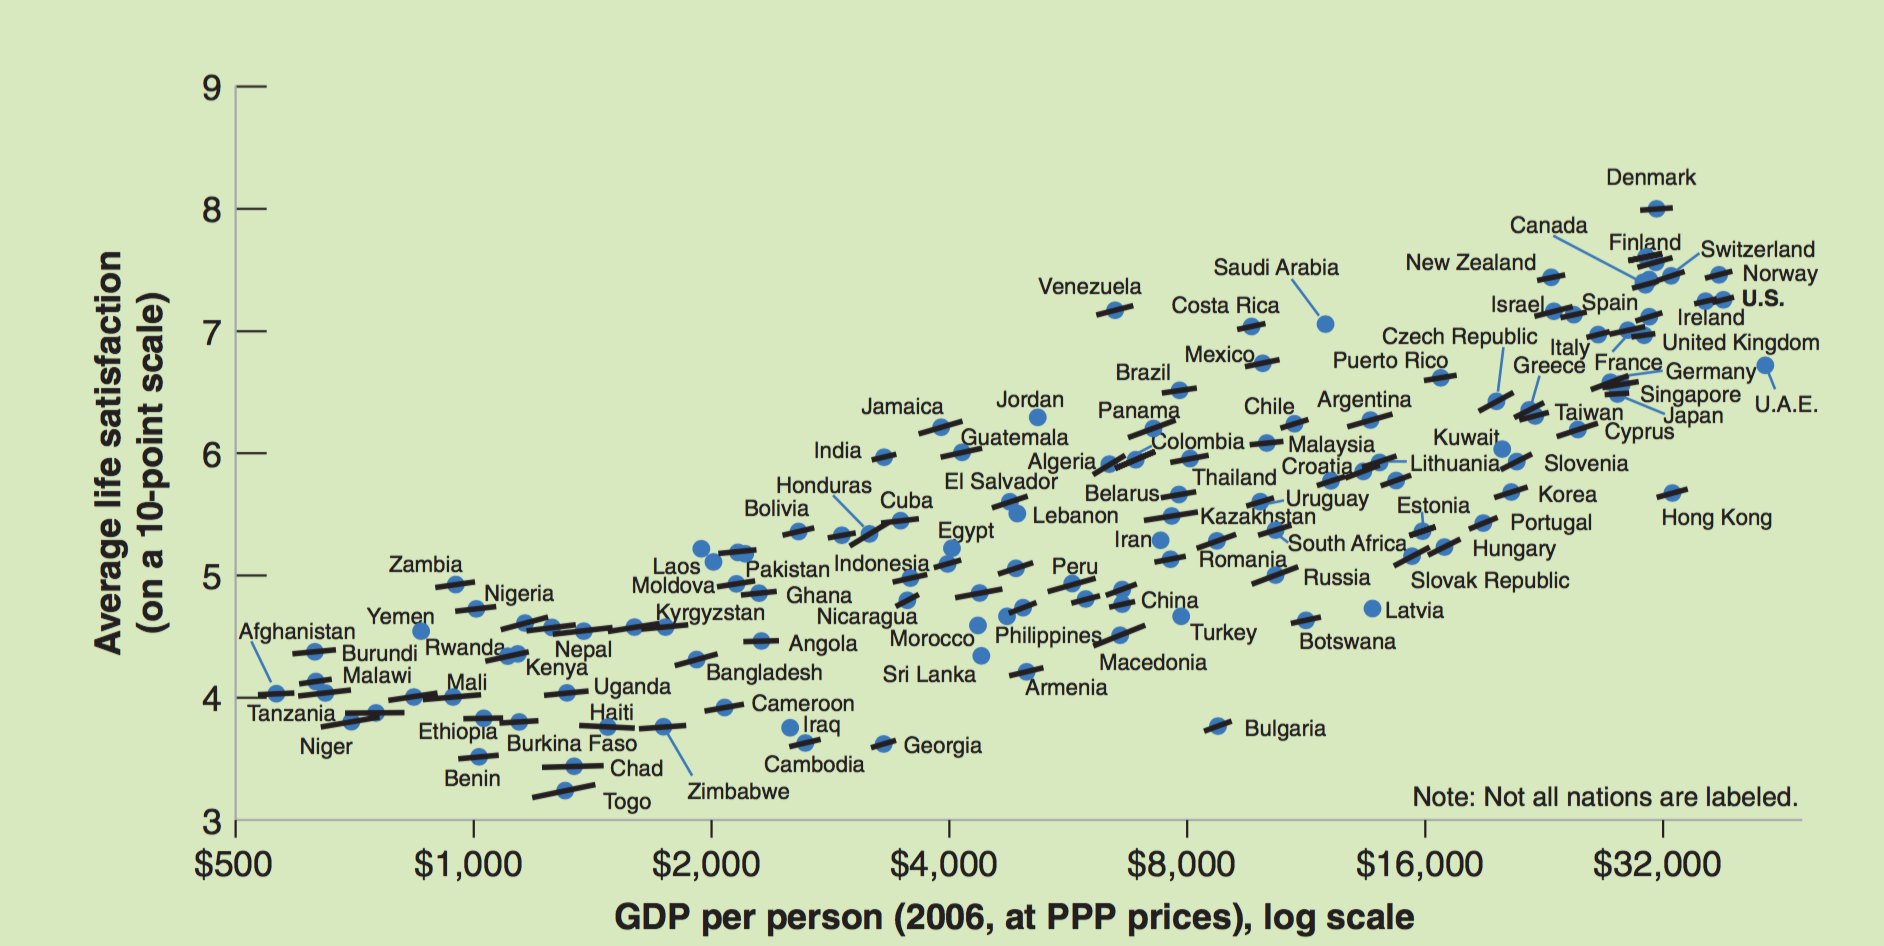 9
8
7
6
5
4
3
Average life satisfaction
(on a 10-point scale)
Denmark
Canada
Finland
Switzerland
New Zealand
Saudi Arabia
Norway
Venezuela
U.S.
Costa Rica
Israel
Spain
Ireland
Czech Republic
United Kingdom
Italy
Mexico
Puerto Rico
France
Greece
Germany
Brazil
Singapore
Jordan
Argentina
U.A.E.
Jamaica
Panama
Chile
Taiwan
Japan
Guatemala
Colombia
Malaysia
Kuwait
Cyprus
India
Algeria
Croatia
Lithuania
Slovenia
Honduras
El Salvador
Thailand
Belarus
Uruguay
Korea
Cuba
Bolivia
Lebanon
Kazakhstan
Estonia
Hong Kong
Portugal
Egypt
Iran
South Africa
Hungary
Zambia
Laos
Pakistan
Indonesia
Peru
Romania
Russia
Slovak Republic
Moldova
Nigeria
Ghana
China
Yemen
Kyrgyzstan
Nicaragua
Latvia
Afghanistan
Rwanda
Nepal
Angola
Morocco
Philippines
Turkey
Botswana
Burundi
Kenya
Bangladesh
Sri Lanka
Macedonia
Malawi
Mali
Uganda
Armenia
Tanzania
Haiti
Cameroon
Iraq
Bulgaria
Niger
Ethiopia
Burkina Faso
Georgia
Benin
Chad
Cambodia
Togo
Zimbabwe
Note: Not all nations are labeled.
$500
$1,000
$2,000
$4,000
$8,000
$16,000
$32,000
GDP per person (2006, at PPP prices), log scale